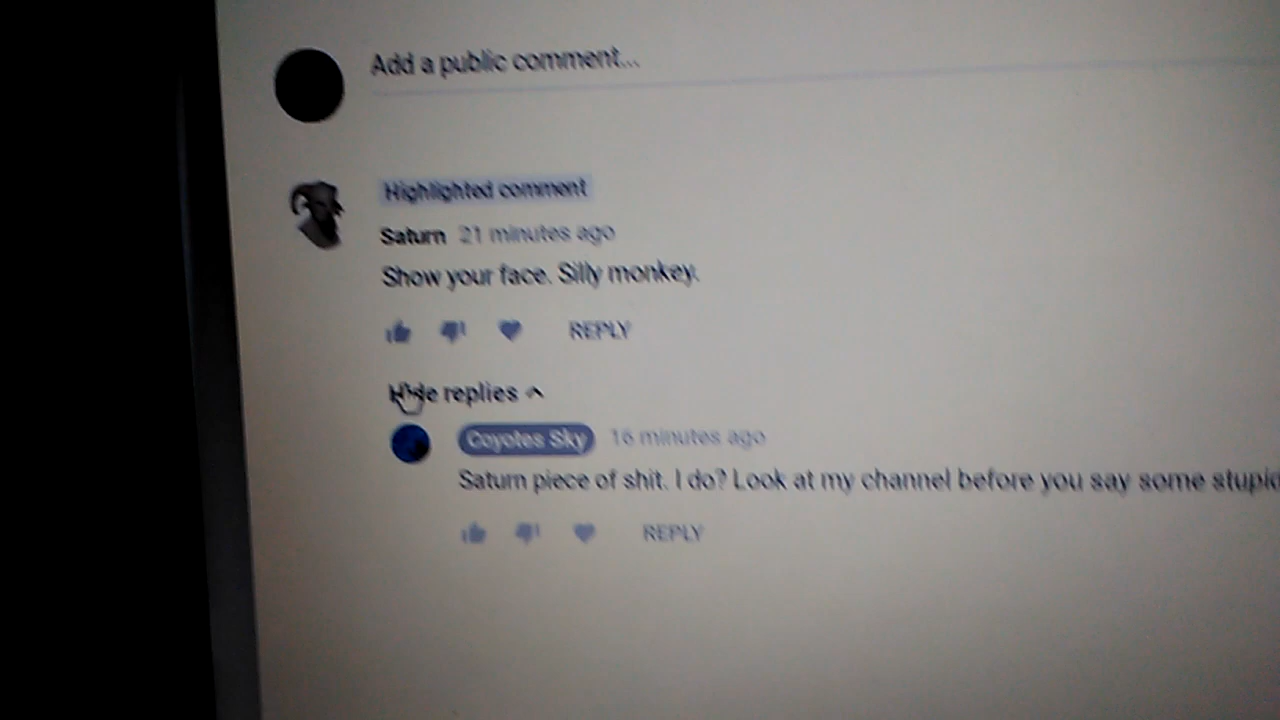 Add a public comment...
Highlighted comment
Saturn 21 minutes ago
Show your face. Silly monkey.
REPLY
Hide replies
Coyotes Sky 16 minutes ago
Saturn piece of shit. I do? Look at my channel before you say some stupid
REPLY